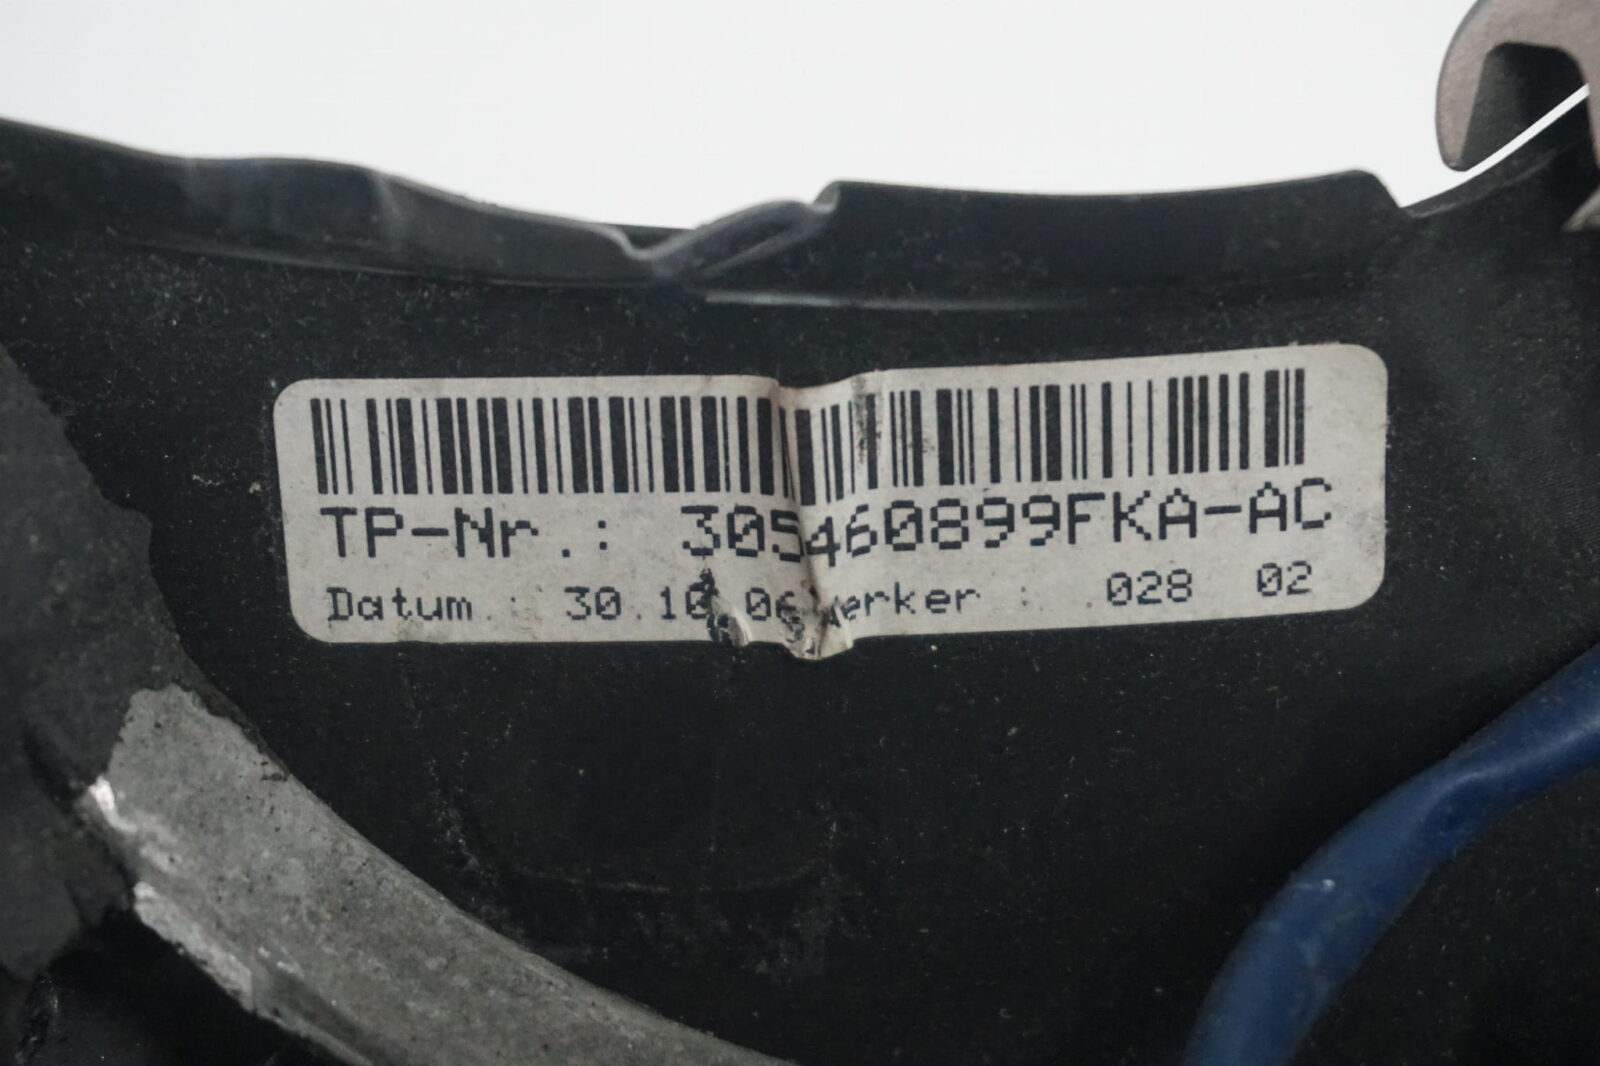 TP-Nr.: 305460899FKA-AC
Datum : 30.10.06 Werker : 028 02